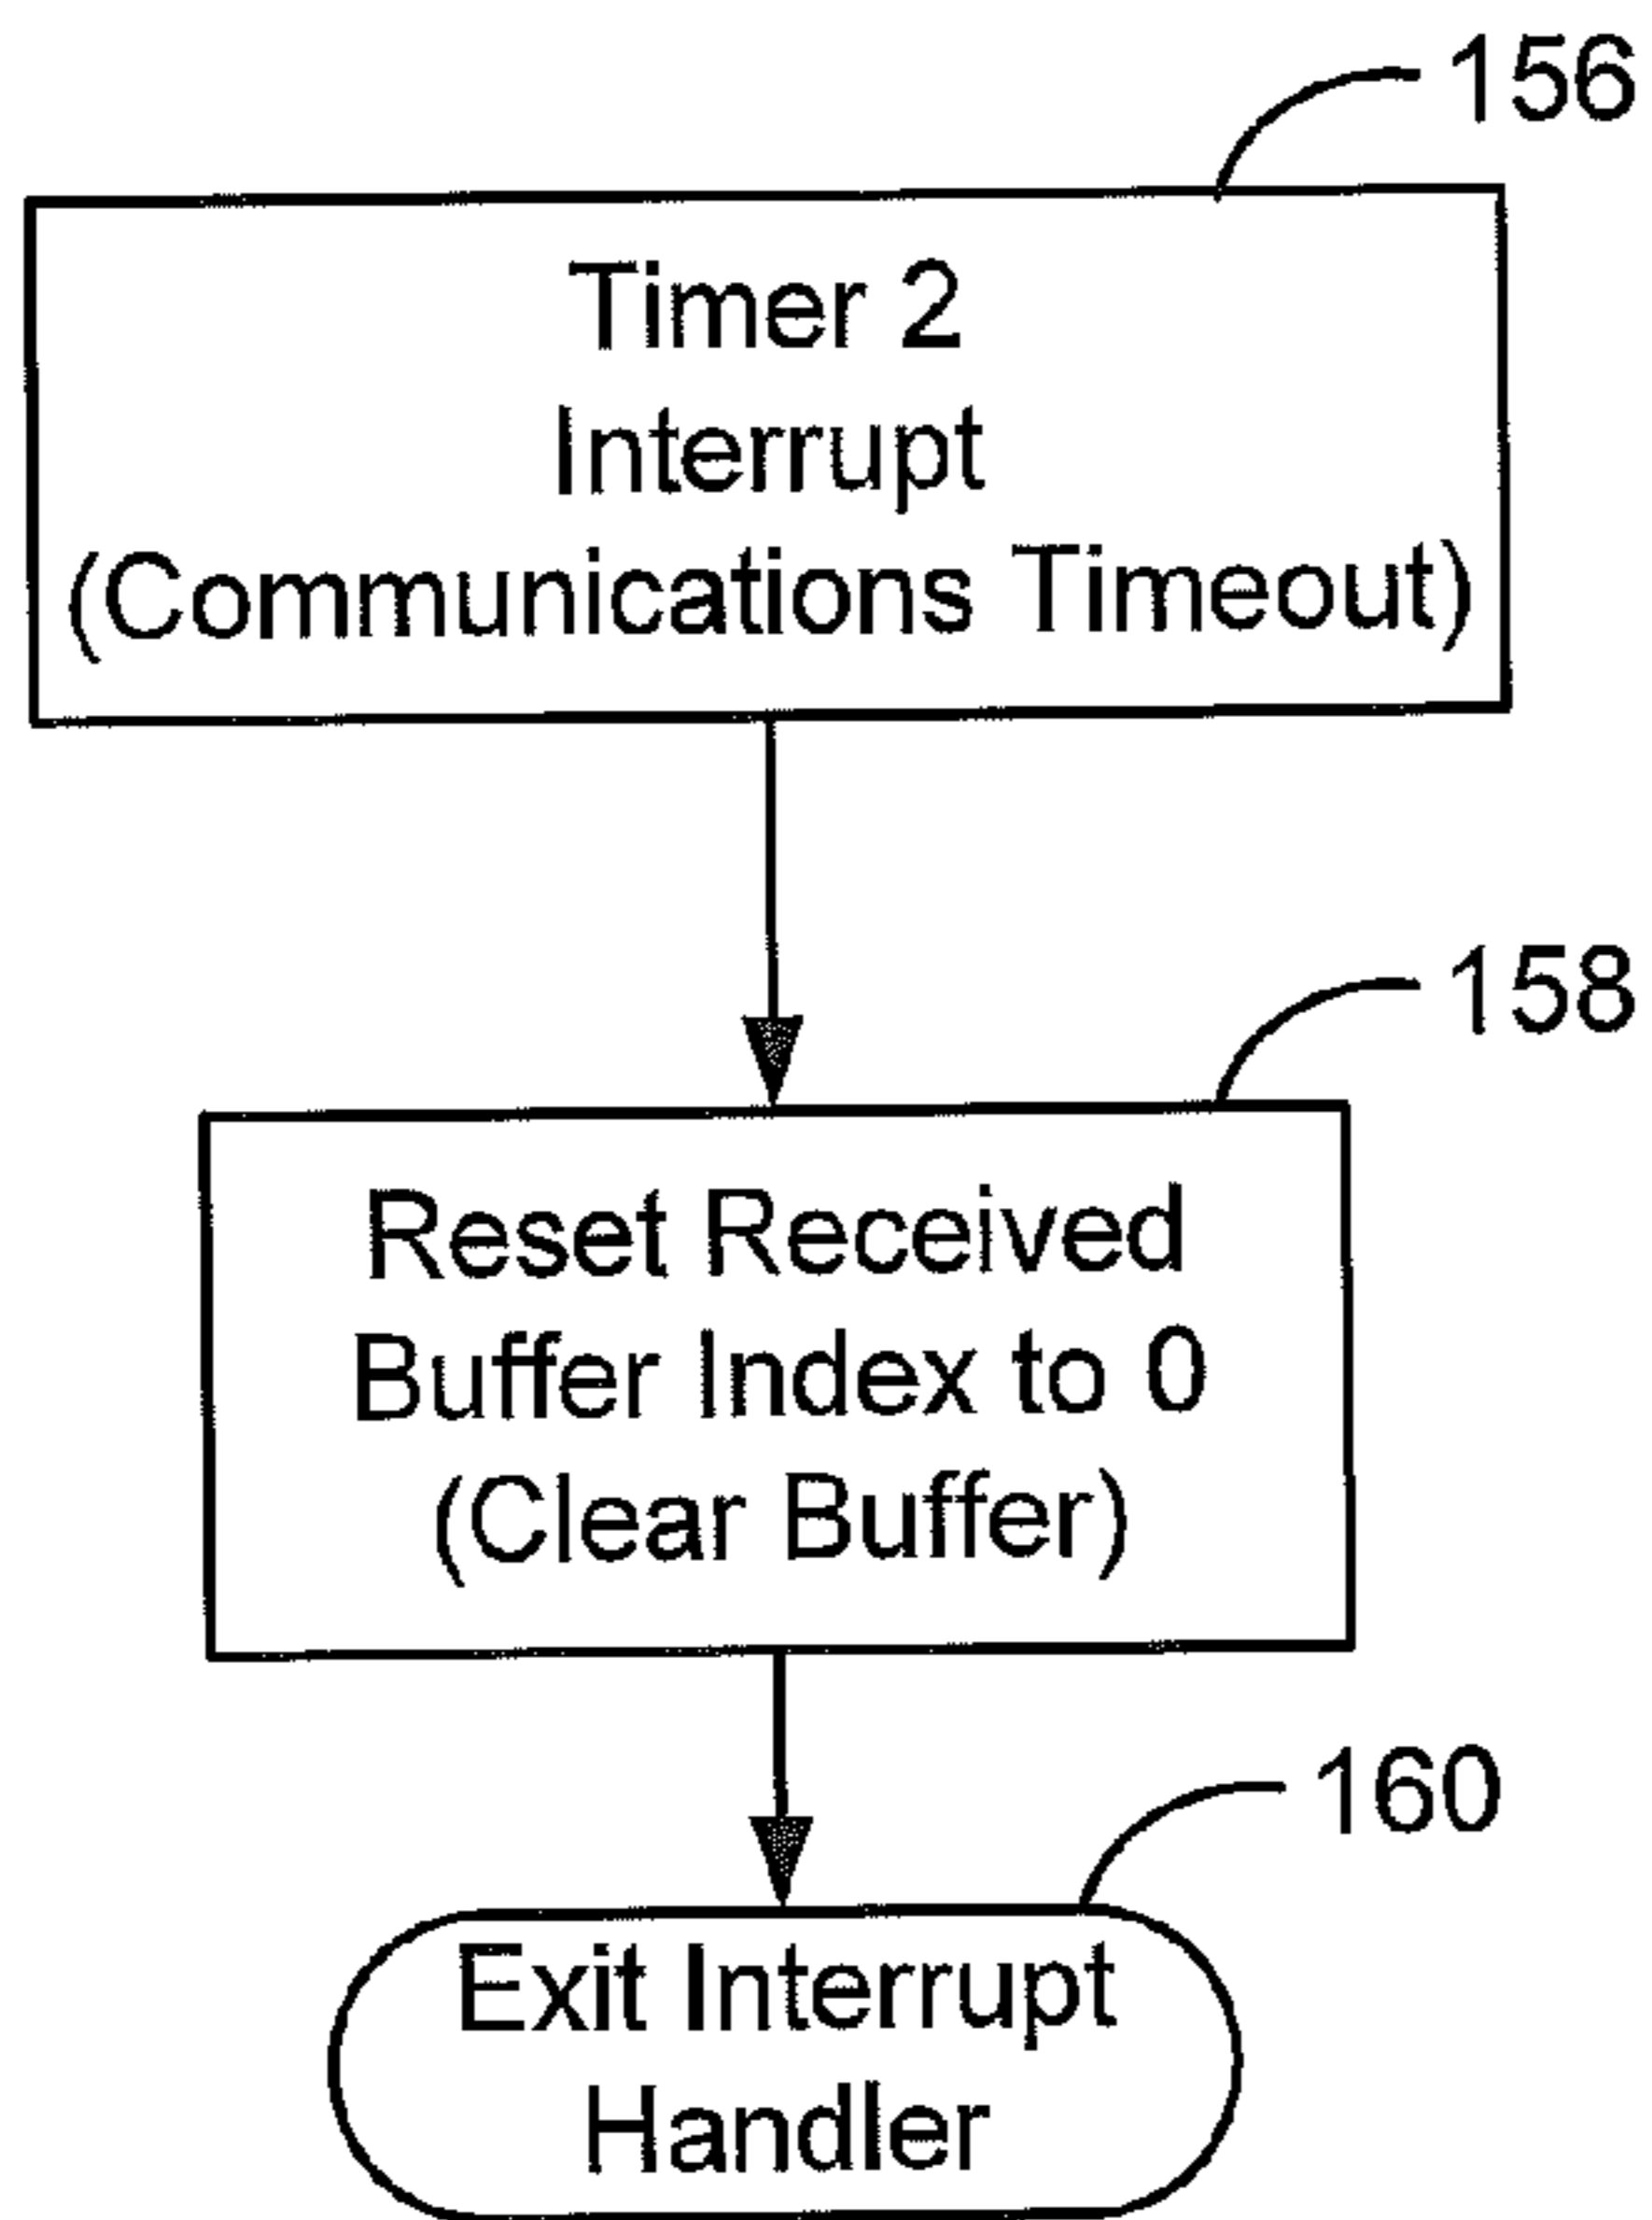 156
Timer 2
Interrupt
(Communications Timeout)
158
Reset Received
Buffer Index to 0
(Clear Buffer)
160
Exit Interrupt
Handler